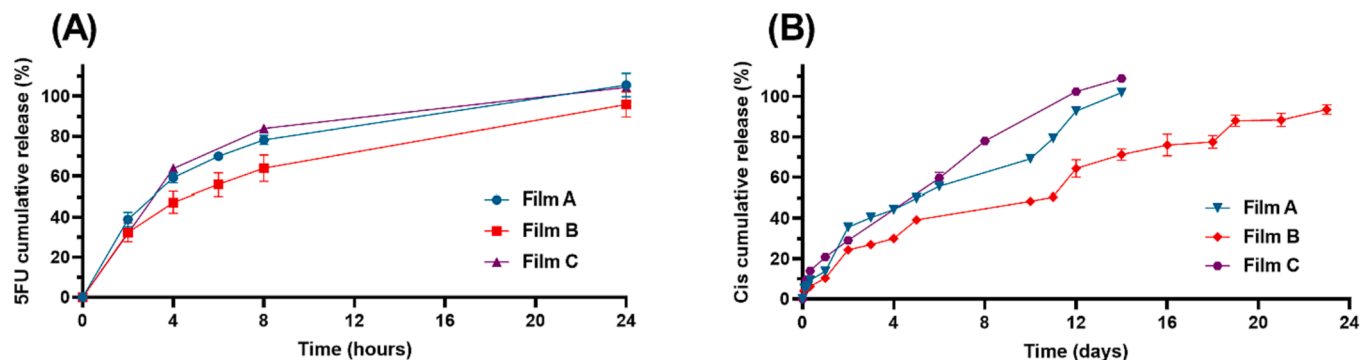 (A)
5FU cumulative release (%)
100
80
60
40
20
0
0 4 8 12 16 20 24
Time (hours)
Film A
Film B
Film C
(B)
Cis cumulative release (%)
100
80
60
40
20
0
0 4 8 12 16 20 24
Time (days)
Film A
Film B
Film C